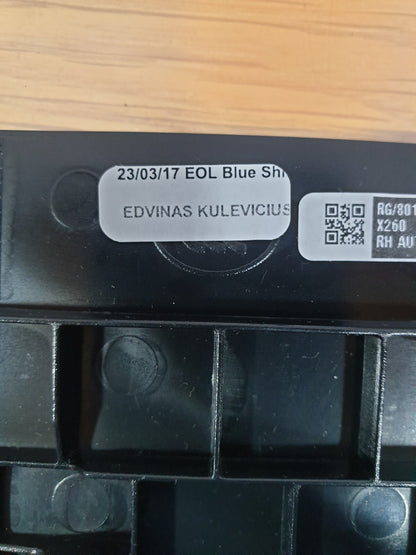 23/03/17 EOL Blue Shi
EDVINAS KULEVICIUS
RG/801
X260
RH AUT